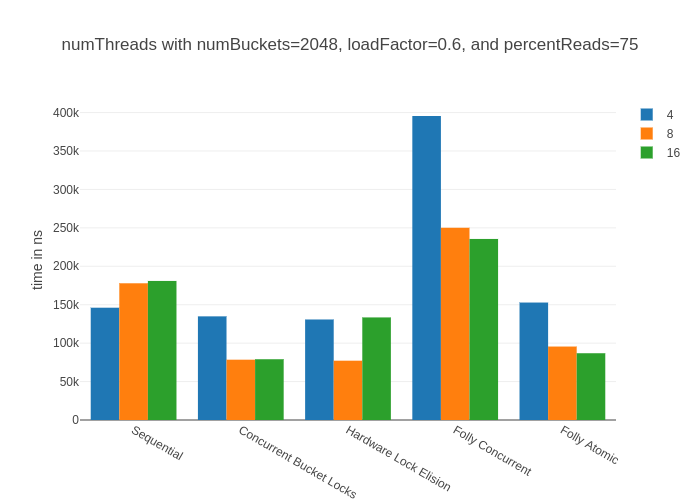 numThreads with numBuckets=2048, loadFactor=0.6, and percentReads=75
400k
350k
300k
250k
200k
150k
100k
50k
0
time in ns
Sequential
Concurrent Bucket Locks
Hardware Lock Elision
Folly Concurrent
Folly Atomic
4
8
16